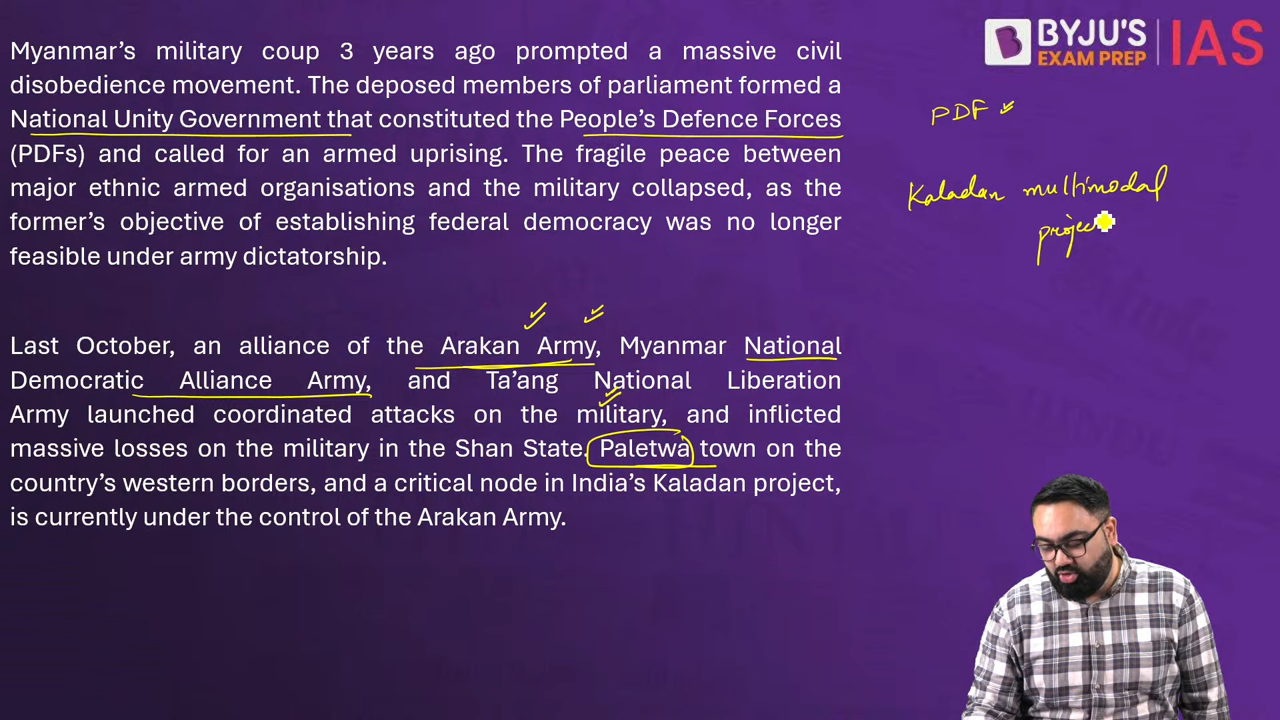 Myanmar’s military coup 3 years ago prompted a massive civil
disobedience movement. The deposed members of parliament formed a
National Unity Government that constituted the People’s Defence Forces
(PDFs) and called for an armed uprising. The fragile peace between
major ethnic armed organisations and the military collapsed, as the
former’s objective of establishing federal democracy was no longer
feasible under army dictatorship.
Last October, an alliance of the Arakan Army, Myanmar National
Democratic Alliance Army, and Ta’ang National Liberation
Army launched coordinated attacks on the military, and inflicted
massive losses on the military in the Shan State. Paletwa town on the
country’s western borders, and a critical node in India’s Kaladan project,
is currently under the control of the Arakan Army.
BYJU'S
EXAM PREP
IAS
PDF
Kaladan multimodal
projec